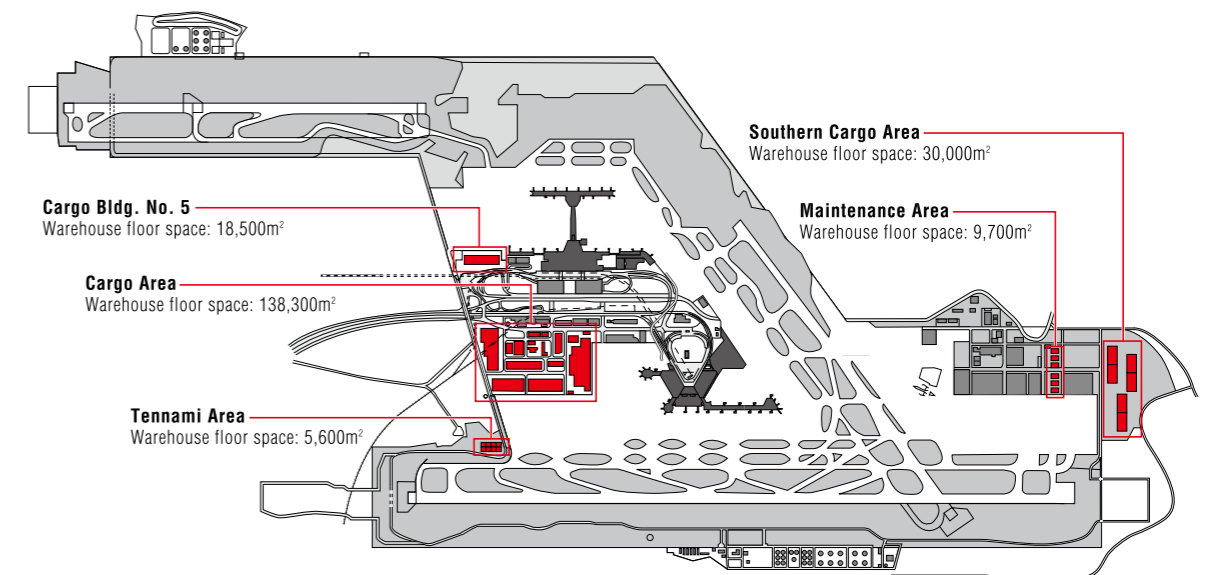 Southern Cargo Area
Warehouse floor space: 30,000m²
Cargo Bldg. No. 5
Warehouse floor space: 18,500m²
Maintenance Area
Warehouse floor space: 9,700m²
Cargo Area
Warehouse floor space: 138,300m²
Tennami Area
Warehouse floor space: 5,600m²